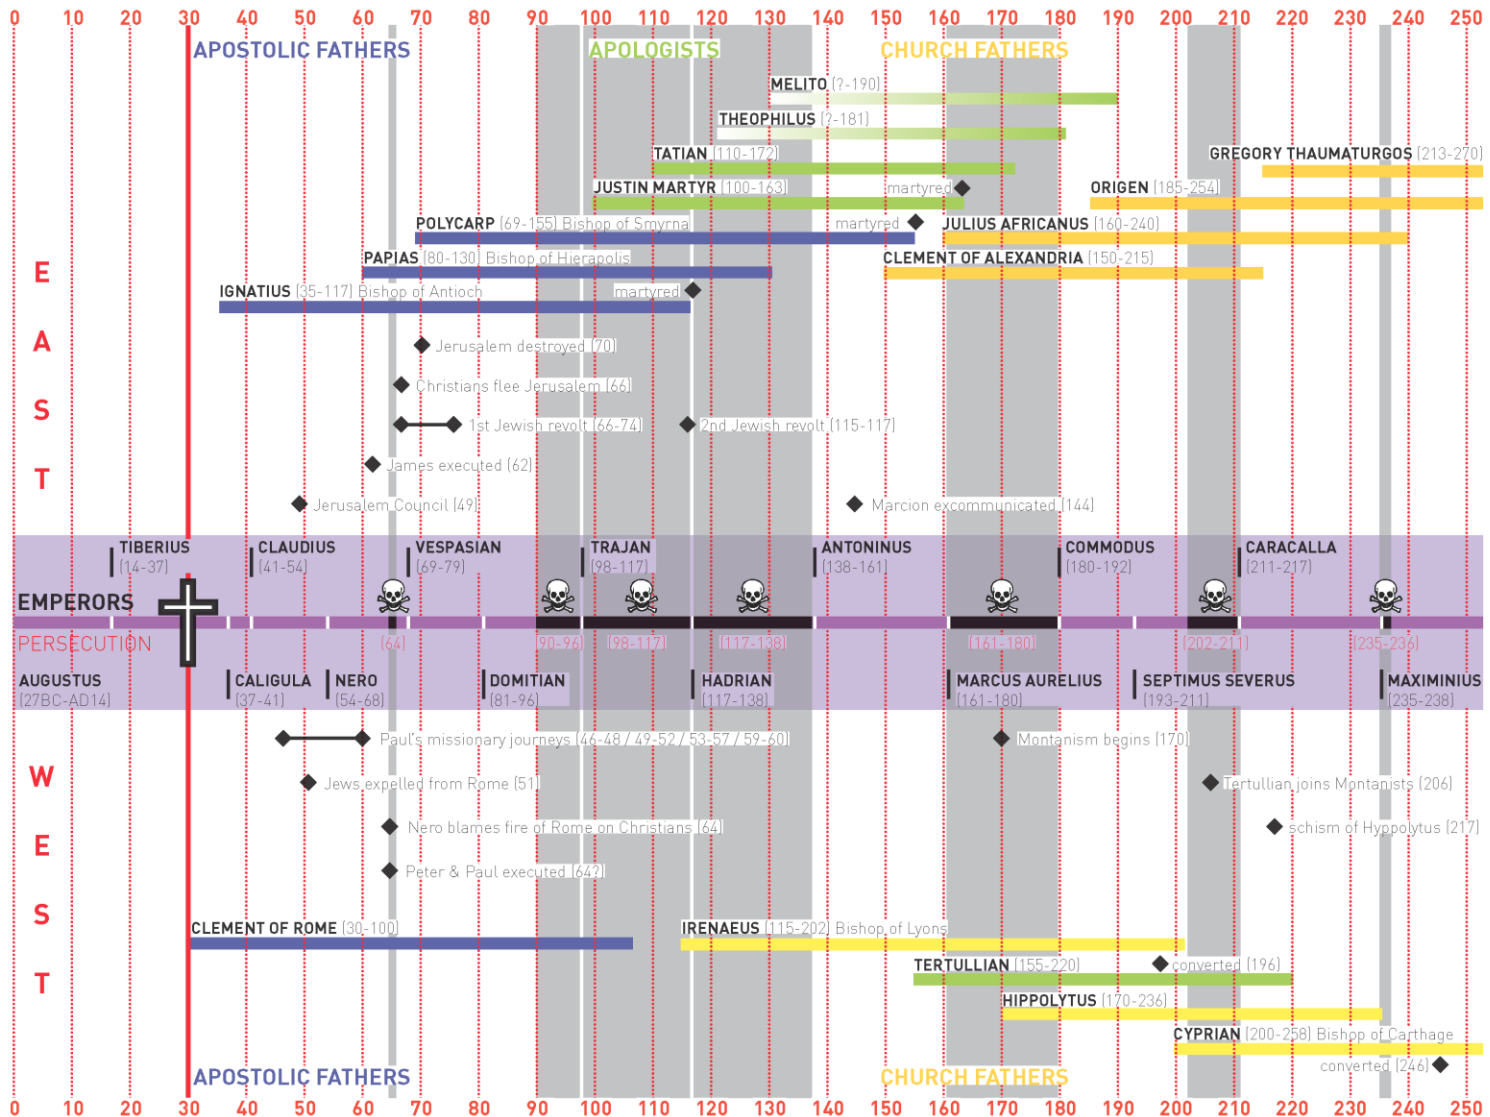 0 10 20 30 40 50 60 70 80 90 100 110 120 130 140 150 160 170 180 190 200 210 220 230 240 250
APOSTOLIC FATHERS
APOLOGISTS
CHURCH FATHERS
MELITO (?-190)
THEOPHILUS (?-181)
TATIAN (110-172)
GREGORY THAUMATURGOS (213-270)
JUSTIN MARTYR (100-163)
martyred
ORIGEN (185-254)
POLYCARP (69-155) Bishop of Smyrna
martyred
JULIUS AFRICANUS (160-240)
PAPIAS (80-130) Bishop of Hierapolis
CLEMENT OF ALEXANDRIA (150-215)
IGNATIUS (35-117) Bishop of Antioch
martyred
EAST
Jerusalem destroyed (70)
Christians flee Jerusalem (66)
1st Jewish revolt (66-74)
2nd Jewish revolt (115-117)
James executed (62)
Jerusalem Council (49)
Marcion excommunicated (144)
TIBERIUS
(14-37)
CLAUDIUS
(41-54)
VESPASIAN
(69-79)
TRAJAN
(98-117)
ANTONINUS
(138-161)
COMMODUS
(180-192)
CARACALLA
(211-217)
EMPERORS
PERSECUTION
(64)
(90-96)
(98-117)
(117-138)
(161-180)
(202-211)
(235-236)
AUGUSTUS
(27BC-AD14)
CALIGULA
(37-41)
NERO
(54-68)
DOMITIAN
(81-96)
HADRIAN
(117-138)
MARCUS AURELIUS
(161-180)
SEPTIMUS SEVERUS
(193-211)
MAXIMINIUS
(235-238)
WEST
Paul's missionary journeys (46-48 / 49-52 / 53-57 / 59-60)
Montanism begins (170)
Jews expelled from Rome (51)
Tertullian joins Montanists (206)
Nero blames fire of Rome on Christians (64)
schism of Hyppolytus (217)
Peter & Paul executed (64?)
CLEMENT OF ROME (30-100)
IRENAEUS (115-202) Bishop of Lyons
TERTULLIAN (155-220)
converted (196)
HIPPOLYTUS (170-236)
CYPRIAN (200-258) Bishop of Carthage
converted (246)
APOSTOLIC FATHERS
CHURCH FATHERS
0 10 20 30 40 50 60 70 80 90 100 110 120 130 140 150 160 170 180 190 200 210 220 230 240 250